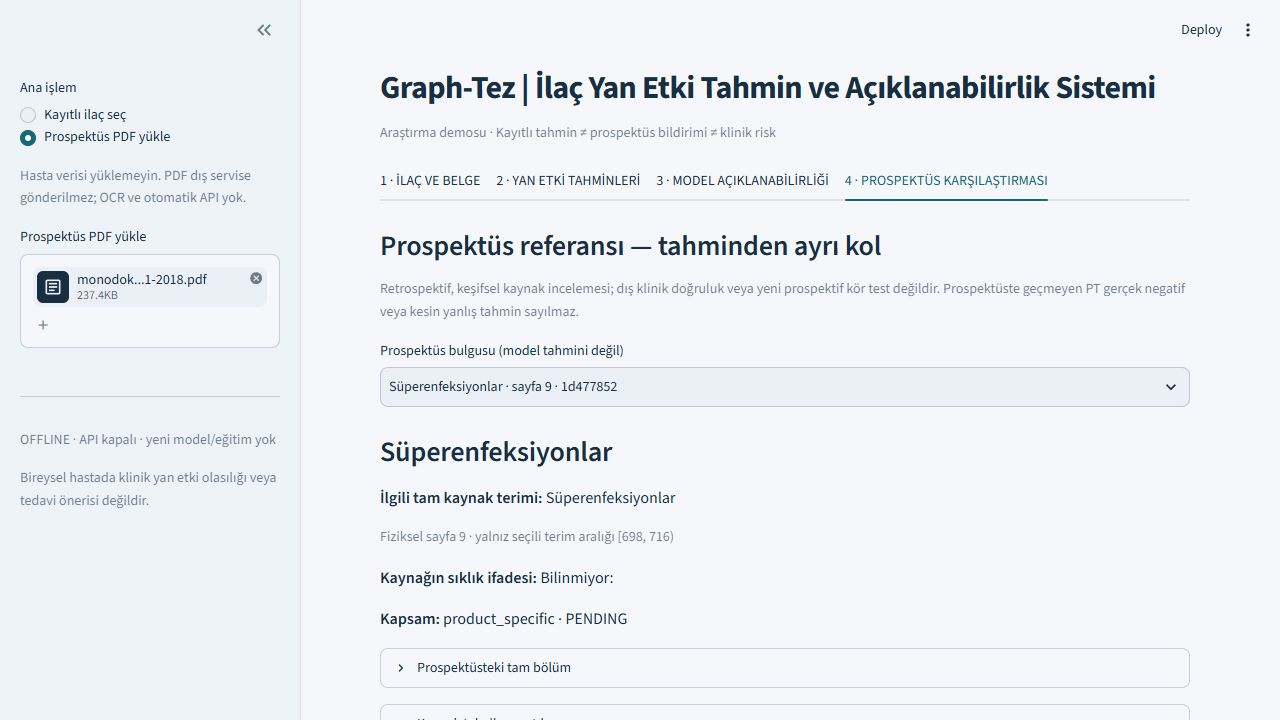 Deploy
Ana işlem
Kayıtlı ilaç seç
Prospektüs PDF yükle
Hasta verisi yüklemeyin. PDF dış servise
gönderilmez; OCR ve otomatik API yok.
Prospektüs PDF yükle
monodok...1-2018.pdf
237.4KB
OFFLINE · API kapalı · yeni model/eğitim yok
Bireysel hastada klinik yan etki olasılığı veya
tedavi önerisi değildir.
Graph-Tez | İlaç Yan Etki Tahmin ve Açıklanabilirlik Sistemi
Araştırma demosu · Kayıtlı tahmin ≠ prospektüs bildirimi ≠ klinik risk
1 · İLAÇ VE BELGE 2 · YAN ETKİ TAHMİNLERİ 3 · MODEL AÇIKLANABİLİRLİĞİ 4 · PROSPEKTÜS KARŞILAŞTIRMASI
Prospektüs referansı — tahminden ayrı kol
Retrospektif, keşifsel kaynak incelemesi; dış klinik doğruluk veya yeni prospektif kör test değildir. Prospektüste geçmeyen PT gerçek negatif
veya kesin yanlış tahmin sayılmaz.
Prospektüs bulgusu (model tahmini değil)
Süperenfeksiyonlar · sayfa 9 · 1d477852
Süperenfeksiyonlar
İlgili tam kaynak terimi: Süperenfeksiyonlar
Fiziksel sayfa 9 · yalnız seçili terim aralığı [698, 716)
Kaynağın sıklık ifadesi: Bilinmiyor:
Kapsam: product_specific · PENDING
Prospektüsteki tam bölüm